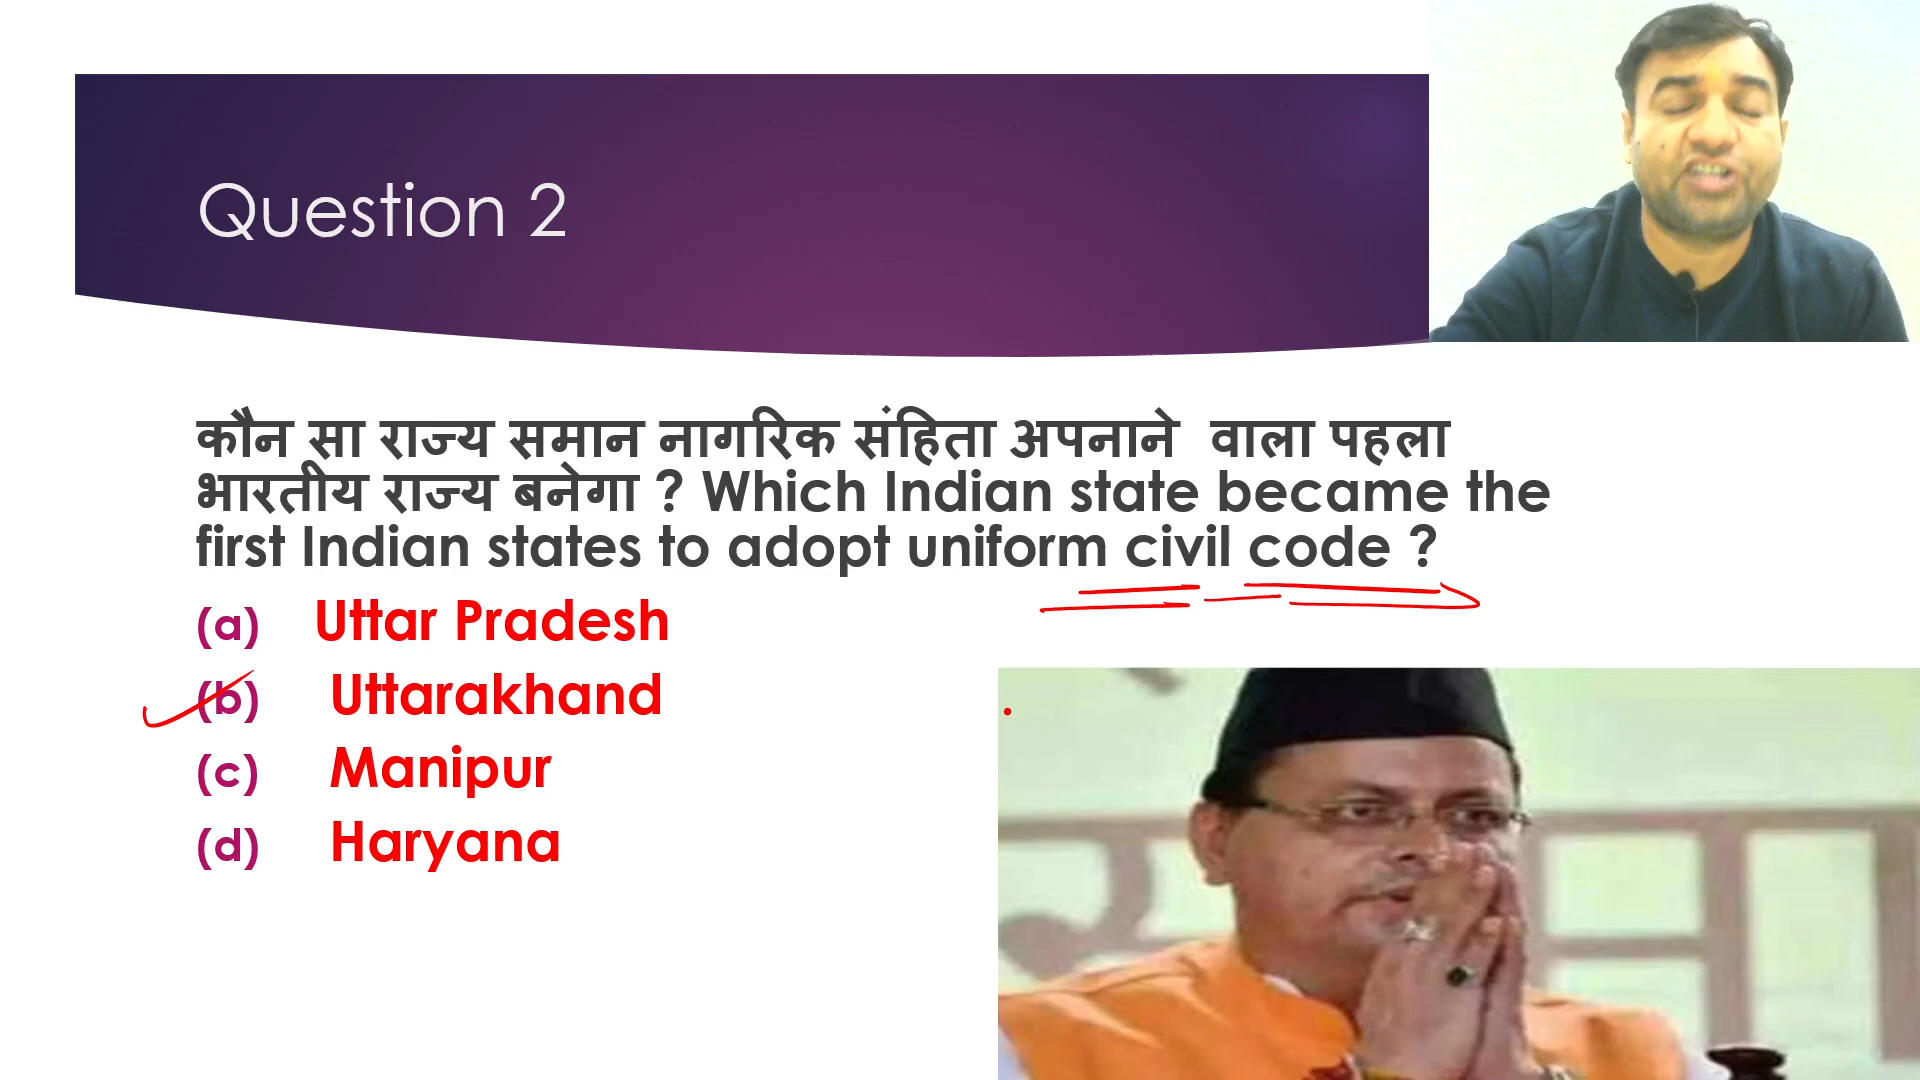 Question 2
कौन सा राज्य समान नागरिक संहिता अपनाने वाला पहला
भारतीय राज्य बनेगा ? Which Indian state became the
first Indian states to adopt uniform civil code ?
(a) Uttar Pradesh
(b) Uttarakhand
(c) Manipur
(d) Haryana